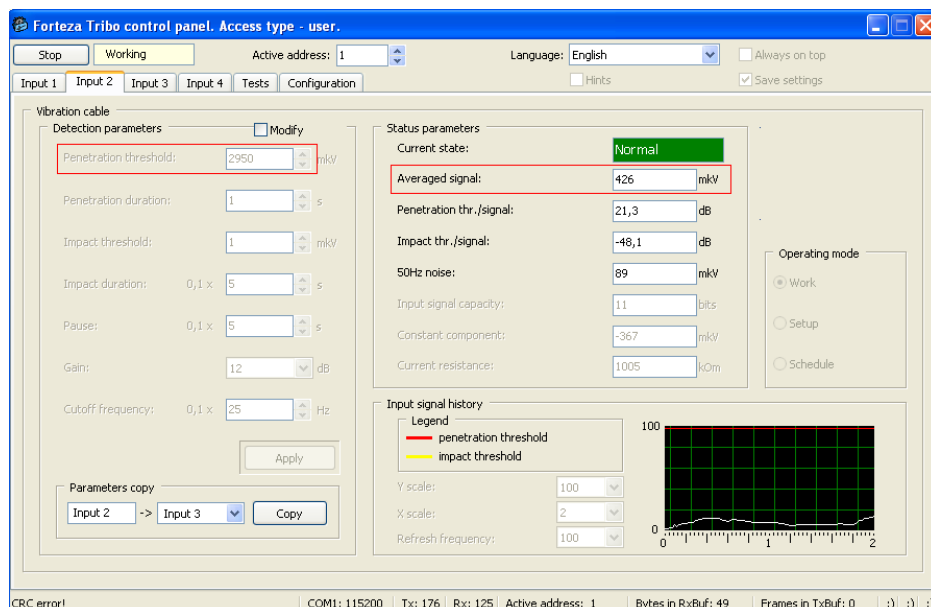 Forteza Tribo control panel. Access type - user.
Stop Working Active address: 1 Language: English Always on top
Hints Save settings
Input 1 Input 2 Input 3 Input 4 Tests Configuration
Vibration cable
Detection parameters Modify
Penetration threshold: 2950 mkV
Penetration duration: 1 s
Impact threshold: 1 mkV
Impact duration: 0,1 x 5 s
Pause: 0,1 x 5 s
Gain: 12 dB
Cutoff frequency: 0,1 x 25 Hz
Apply
Parameters copy
Input 2 -> Input 3 Copy
Status parameters
Current state: Normal
Averaged signal: 426 mkV
Penetration thr./signal: 21,3 dB
Impact thr./signal: -48,1 dB
50Hz noise: 89 mkV
Input signal capacity: 11 bits
Constant component: -367 mkV
Current resistance: 1005 kOm
Operating mode
Work
Setup
Schedule
Input signal history
Legend
penetration threshold
impact threshold
Y scale: 100
X scale: 2
Refresh frequency: 100
100
0
0 1 2
CRC error! COM1: 115200 Tx: 176 Rx: 125 Active address: 1 Bytes in RxBuf: 49 Frames in TxBuf: 0 :) :) :